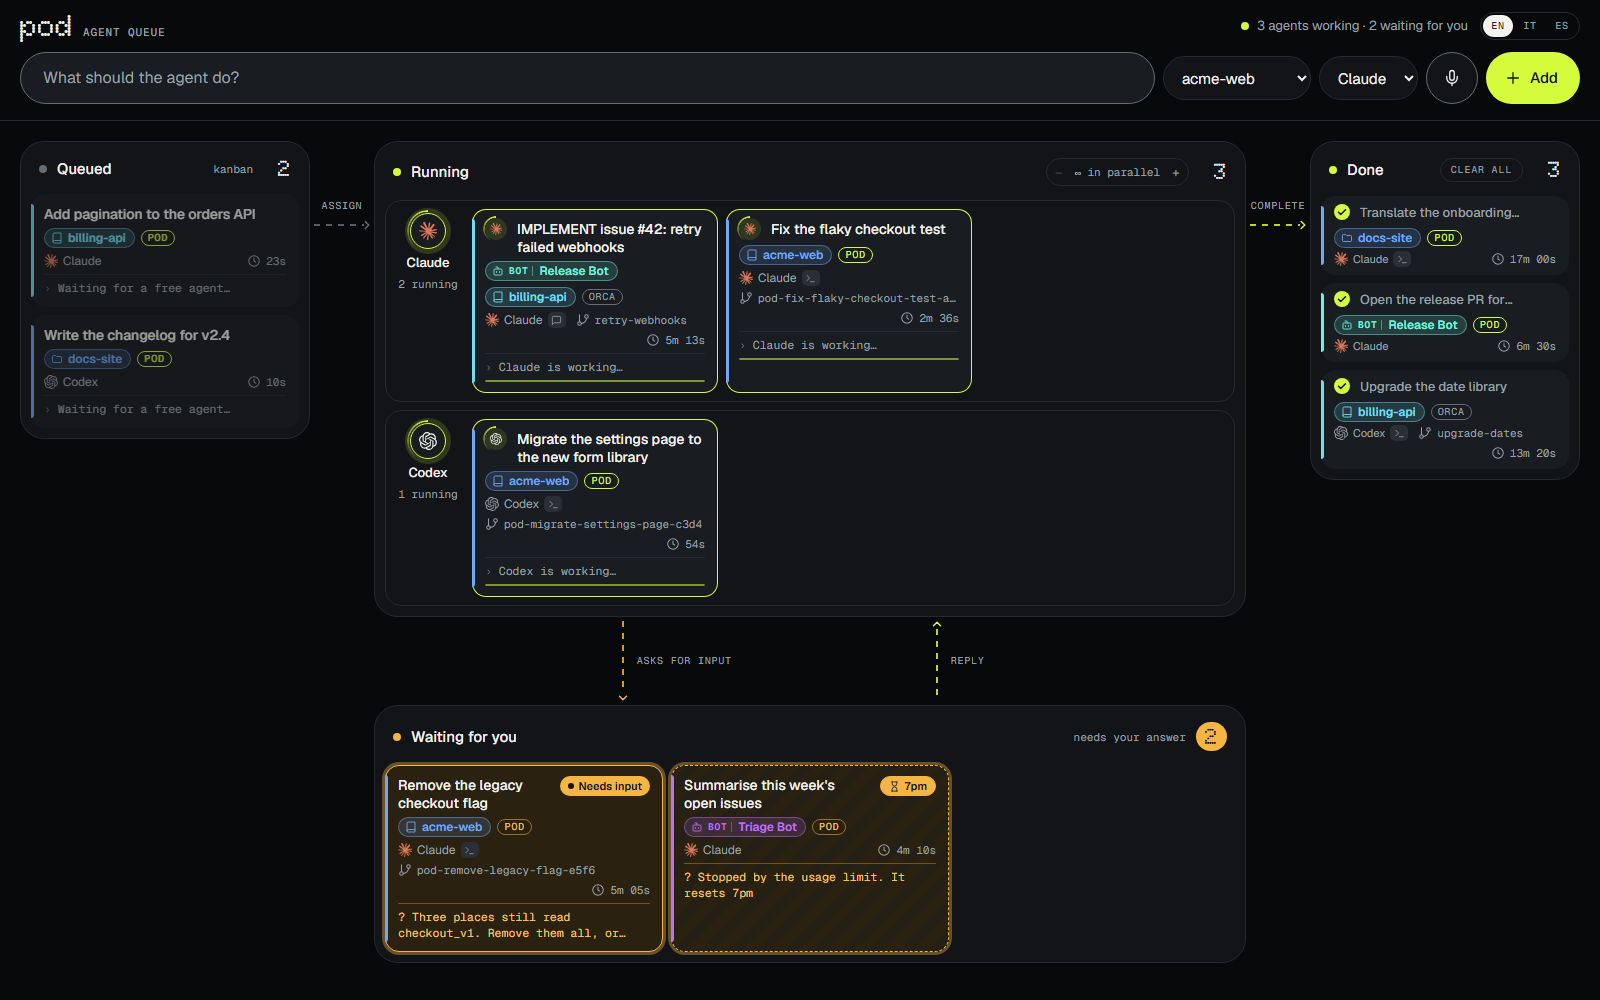 pod AGENT QUEUE
3 agents working · 2 waiting for you
EN IT ES
What should the agent do?
acme-web
Claude
+ Add
Queued
kanban
2
Add pagination to the orders API
billing-api POD
Claude 23s
› Waiting for a free agent…
Write the changelog for v2.4
docs-site POD
Codex 10s
› Waiting for a free agent…
ASSIGN
Running
− ∞ in parallel +
3
Claude
2 running
IMPLEMENT issue #42: retry
failed webhooks
BOT | Release Bot
billing-api ORCA
Claude retry-webhooks
5m 13s
› Claude is working…
Fix the flaky checkout test
acme-web POD
Claude
pod-fix-flaky-checkout-test-a…
2m 36s
› Claude is working…
Codex
1 running
Migrate the settings page to
the new form library
acme-web POD
Codex
pod-migrate-settings-page-c3d4
54s
› Codex is working…
COMPLETE
Done
CLEAR ALL
3
Translate the onboarding…
docs-site POD
Claude 17m 00s
Open the release PR for…
BOT | Release Bot POD
Claude 6m 30s
Upgrade the date library
billing-api ORCA
Codex upgrade-dates
13m 20s
ASKS FOR INPUT
REPLY
Waiting for you
needs your answer
2
Remove the legacy
checkout flag
Needs input
acme-web POD
Claude
pod-remove-legacy-flag-e5f6
5m 05s
? Three places still read
checkout_v1. Remove them all, or…
Summarise this week's
open issues
7pm
BOT | Triage Bot POD
Claude 4m 10s
? Stopped by the usage limit. It
resets 7pm